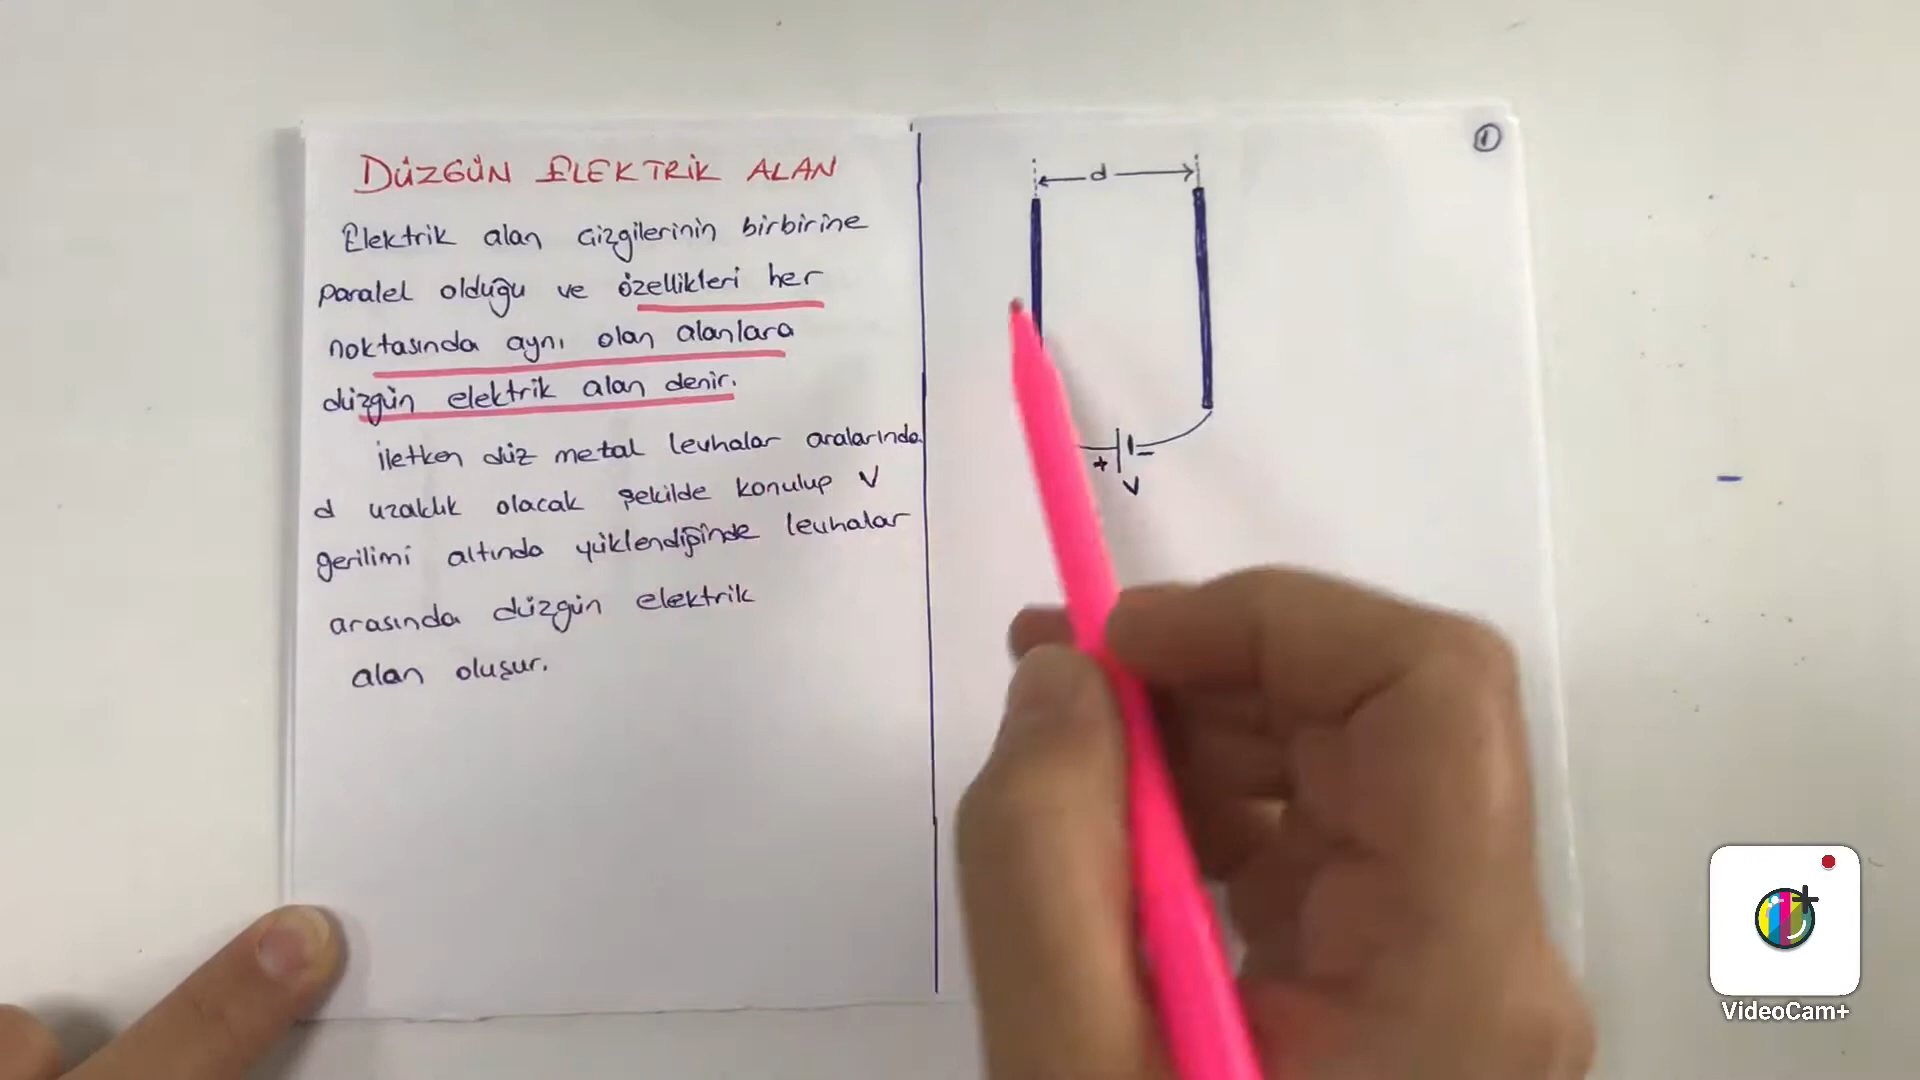 DÜZGÜN ELEKTRİK ALAN
Elektrik alan çizgilerinin birbirine
paralel olduğu ve özellikleri her
noktasında aynı olan alanlara
düzgün elektrik alan denir.
İletken düz metal levhalar aralarında
d uzaklık olacak şekilde konulup V
gerilimi altında yüklendiğinde levhalar
arasında düzgün elektrik
alan oluşur.
1
d
+ -
V
VideoCam+